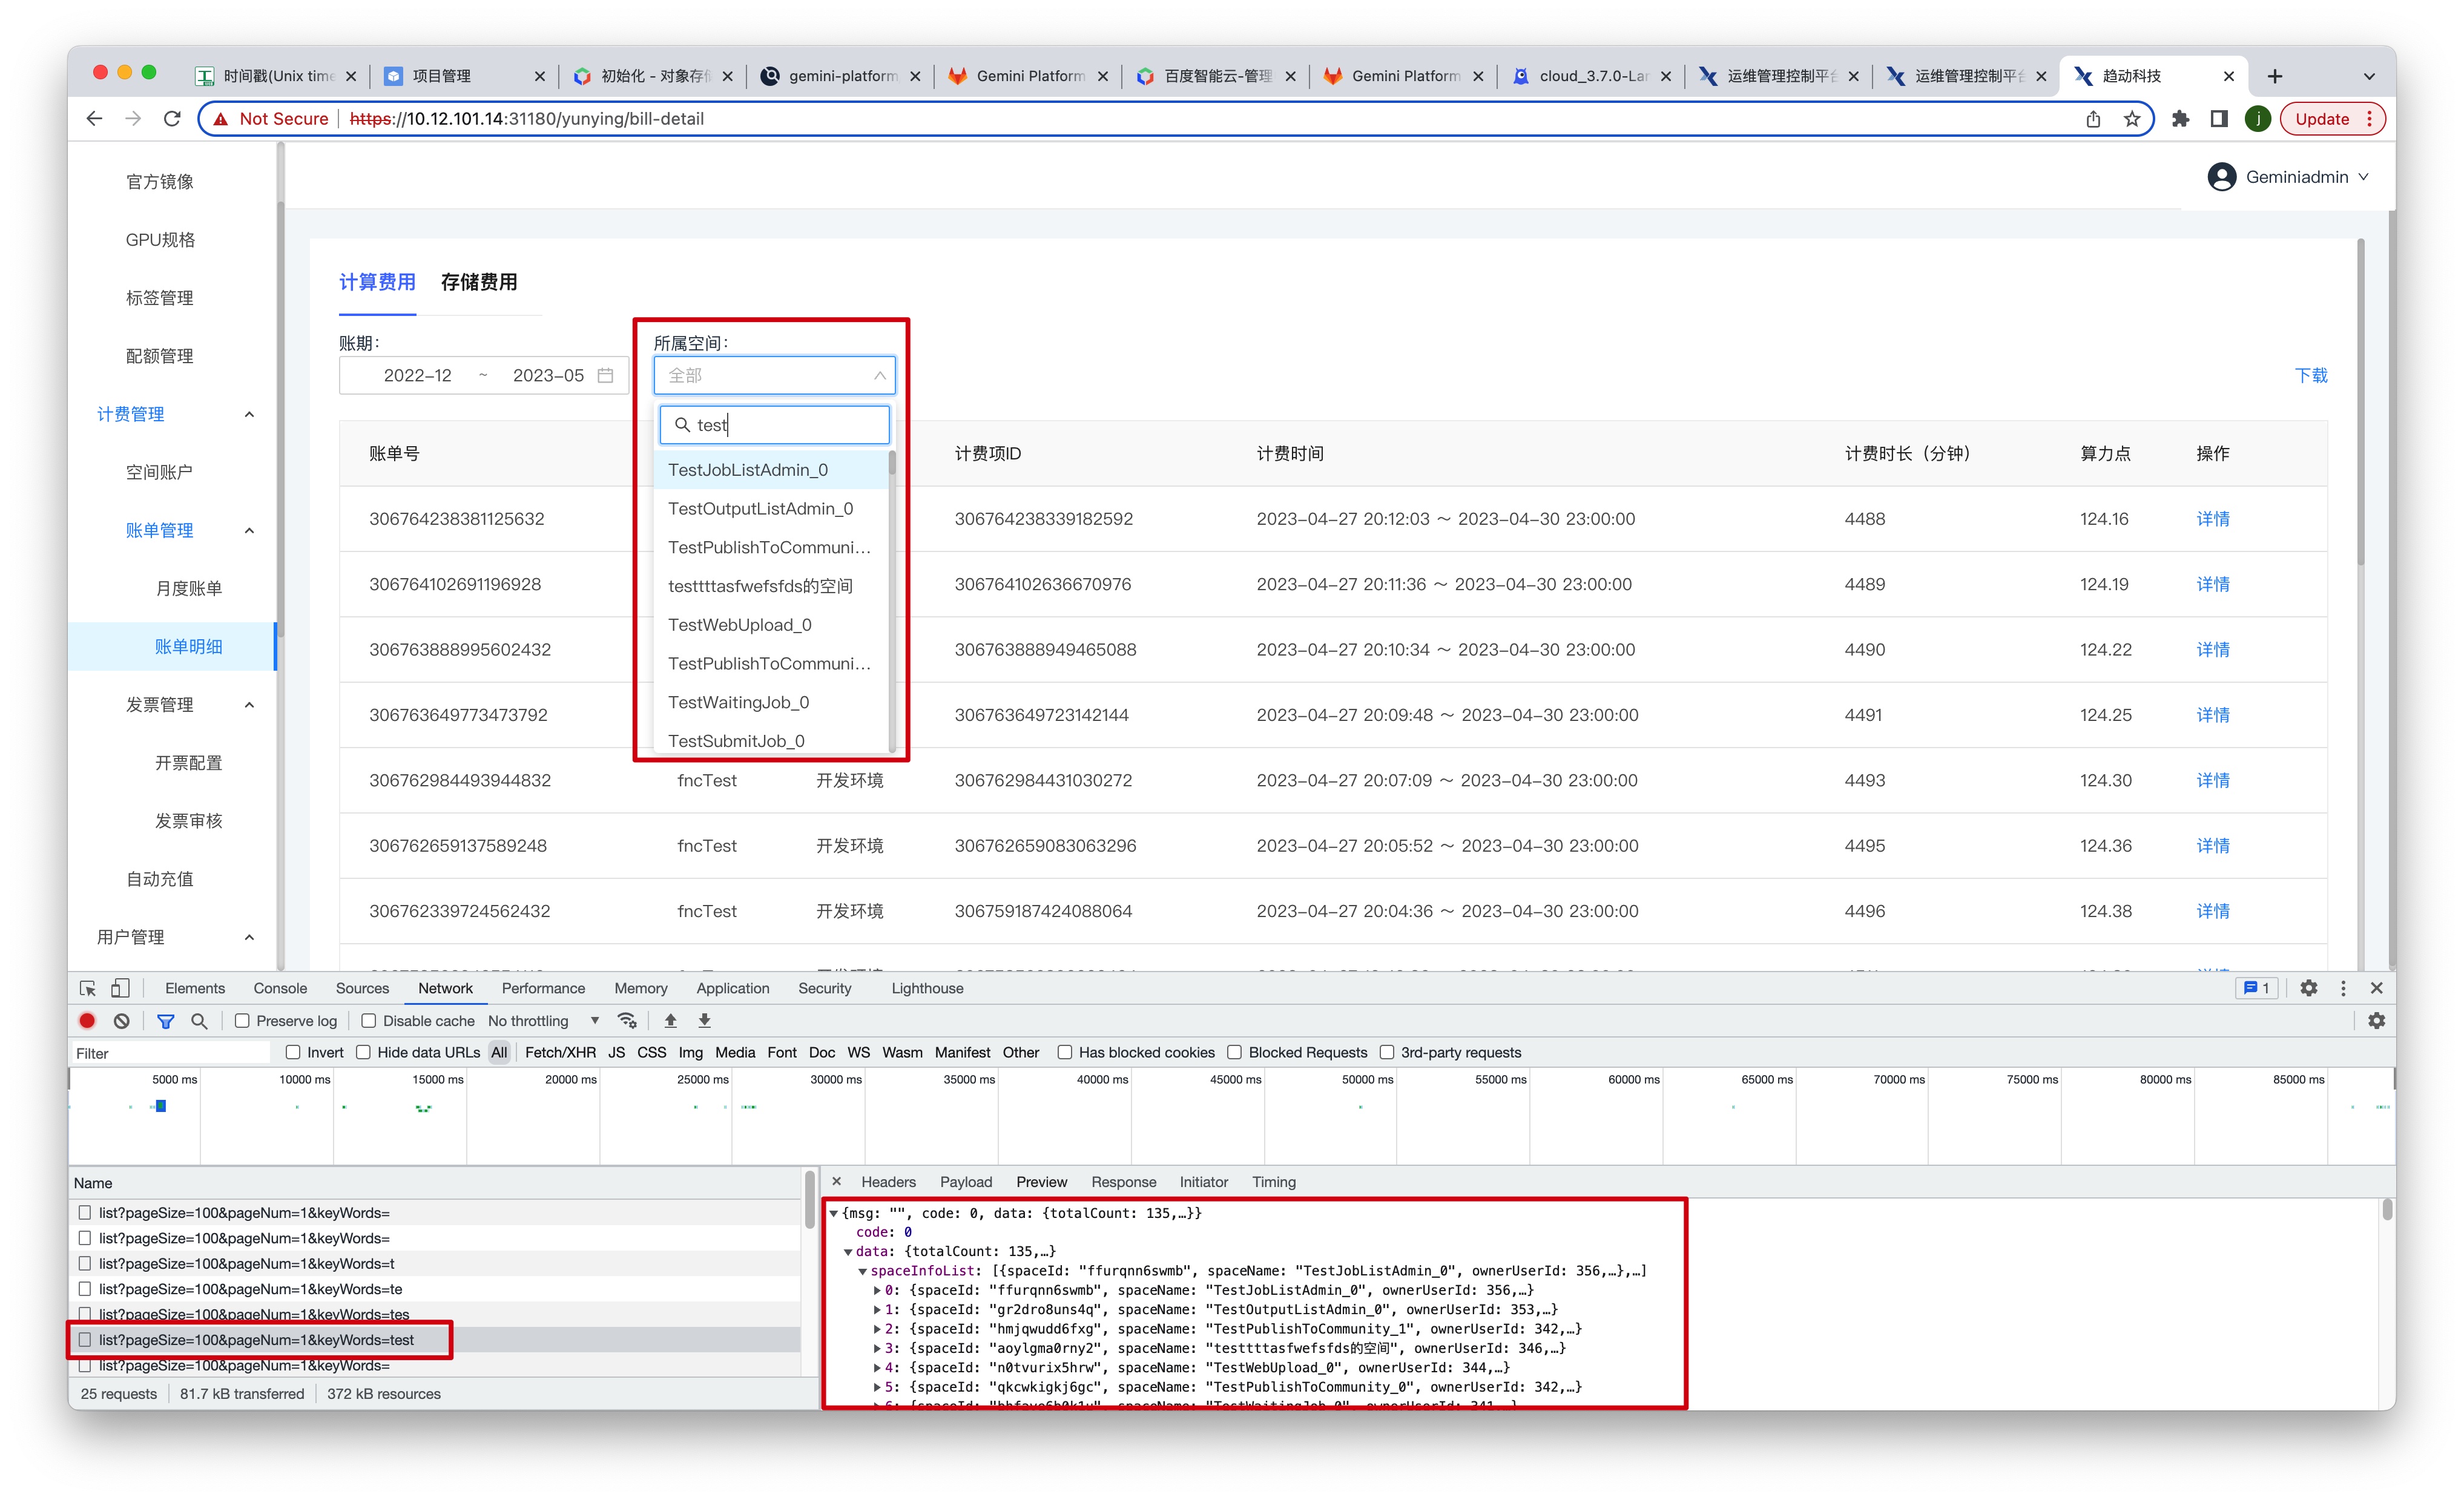 时间戳(Unix time
项目管理
初始化 - 对象存储
gemini-platform
Gemini Platform
百度智能云-管理
Gemini Platform
cloud_3.7.0-Lar
运维管理控制平台
运维管理控制平台
趋动科技
Not Secure
https://10.12.101.14:31180/yunying/bill-detail
j
Update
官方镜像
GPU规格
标签管理
配额管理
计费管理
空间账户
账单管理
月度账单
账单明细
发票管理
开票配置
发票审核
自动充值
用户管理
Geminiadmin
计算费用 存储费用
账期:
2022-12 ~ 2023-05
所属空间:
全部
test
TestJobListAdmin_0
TestOutputListAdmin_0
TestPublishToCommuni...
testtttasfwefsfds的空间
TestWebUpload_0
TestPublishToCommuni...
TestWaitingJob_0
TestSubmitJob_0
下载
账单号 计费项ID 计费时间 计费时长（分钟） 算力点 操作
306764238381125632 306764238339182592 2023-04-27 20:12:03 ~ 2023-04-30 23:00:00 4488 124.16 详情
306764102691196928 306764102636670976 2023-04-27 20:11:36 ~ 2023-04-30 23:00:00 4489 124.19 详情
306763888995602432 306763888949465088 2023-04-27 20:10:34 ~ 2023-04-30 23:00:00 4490 124.22 详情
306763649773473792 306763649723142144 2023-04-27 20:09:48 ~ 2023-04-30 23:00:00 4491 124.25 详情
306762984493944832 fncTest 开发环境 306762984431030272 2023-04-27 20:07:09 ~ 2023-04-30 23:00:00 4493 124.30 详情
306762659137589248 fncTest 开发环境 306762659083063296 2023-04-27 20:05:52 ~ 2023-04-30 23:00:00 4495 124.36 详情
306762339724562432 fncTest 开发环境 306759187424088064 2023-04-27 20:04:36 ~ 2023-04-30 23:00:00 4496 124.38 详情
Elements Console Sources Network Performance Memory Application Security Lighthouse 1
Preserve log Disable cache No throttling
Filter Invert Hide data URLs All Fetch/XHR JS CSS Img Media Font Doc WS Wasm Manifest Other Has blocked cookies Blocked Requests 3rd-party requests
5000 ms 10000 ms 15000 ms 20000 ms 25000 ms 30000 ms 35000 ms 40000 ms 45000 ms 50000 ms 55000 ms 60000 ms 65000 ms 70000 ms 75000 ms 80000 ms 85000 ms
Name
list?pageSize=100&pageNum=1&keyWords=
list?pageSize=100&pageNum=1&keyWords=
list?pageSize=100&pageNum=1&keyWords=t
list?pageSize=100&pageNum=1&keyWords=te
list?pageSize=100&pageNum=1&keyWords=tes
list?pageSize=100&pageNum=1&keyWords=test
list?pageSize=100&pageNum=1&keyWords=
25 requests 81.7 kB transferred 372 kB resources
Headers Payload Preview Response Initiator Timing
{msg: "", code: 0, data: {totalCount: 135,…}}
code: 0
data: {totalCount: 135,…}
spaceInfoList: [{spaceId: "ffurqnn6swmb", spaceName: "TestJobListAdmin_0", ownerUserId: 356,…},…]
0: {spaceId: "ffurqnn6swmb", spaceName: "TestJobListAdmin_0", ownerUserId: 356,…}
1: {spaceId: "gr2dro8uns4q", spaceName: "TestOutputListAdmin_0", ownerUserId: 353,…}
2: {spaceId: "hmjqwudd6fxg", spaceName: "TestPublishToCommunity_1", ownerUserId: 342,…}
3: {spaceId: "aoylgma0rny2", spaceName: "testtttasfwefsfds的空间", ownerUserId: 346,…}
4: {spaceId: "n0tvurix5hrw", spaceName: "TestWebUpload_0", ownerUserId: 344,…}
5: {spaceId: "qkcwkigkj6gc", spaceName: "TestPublishToCommunity_0", ownerUserId: 342,…}